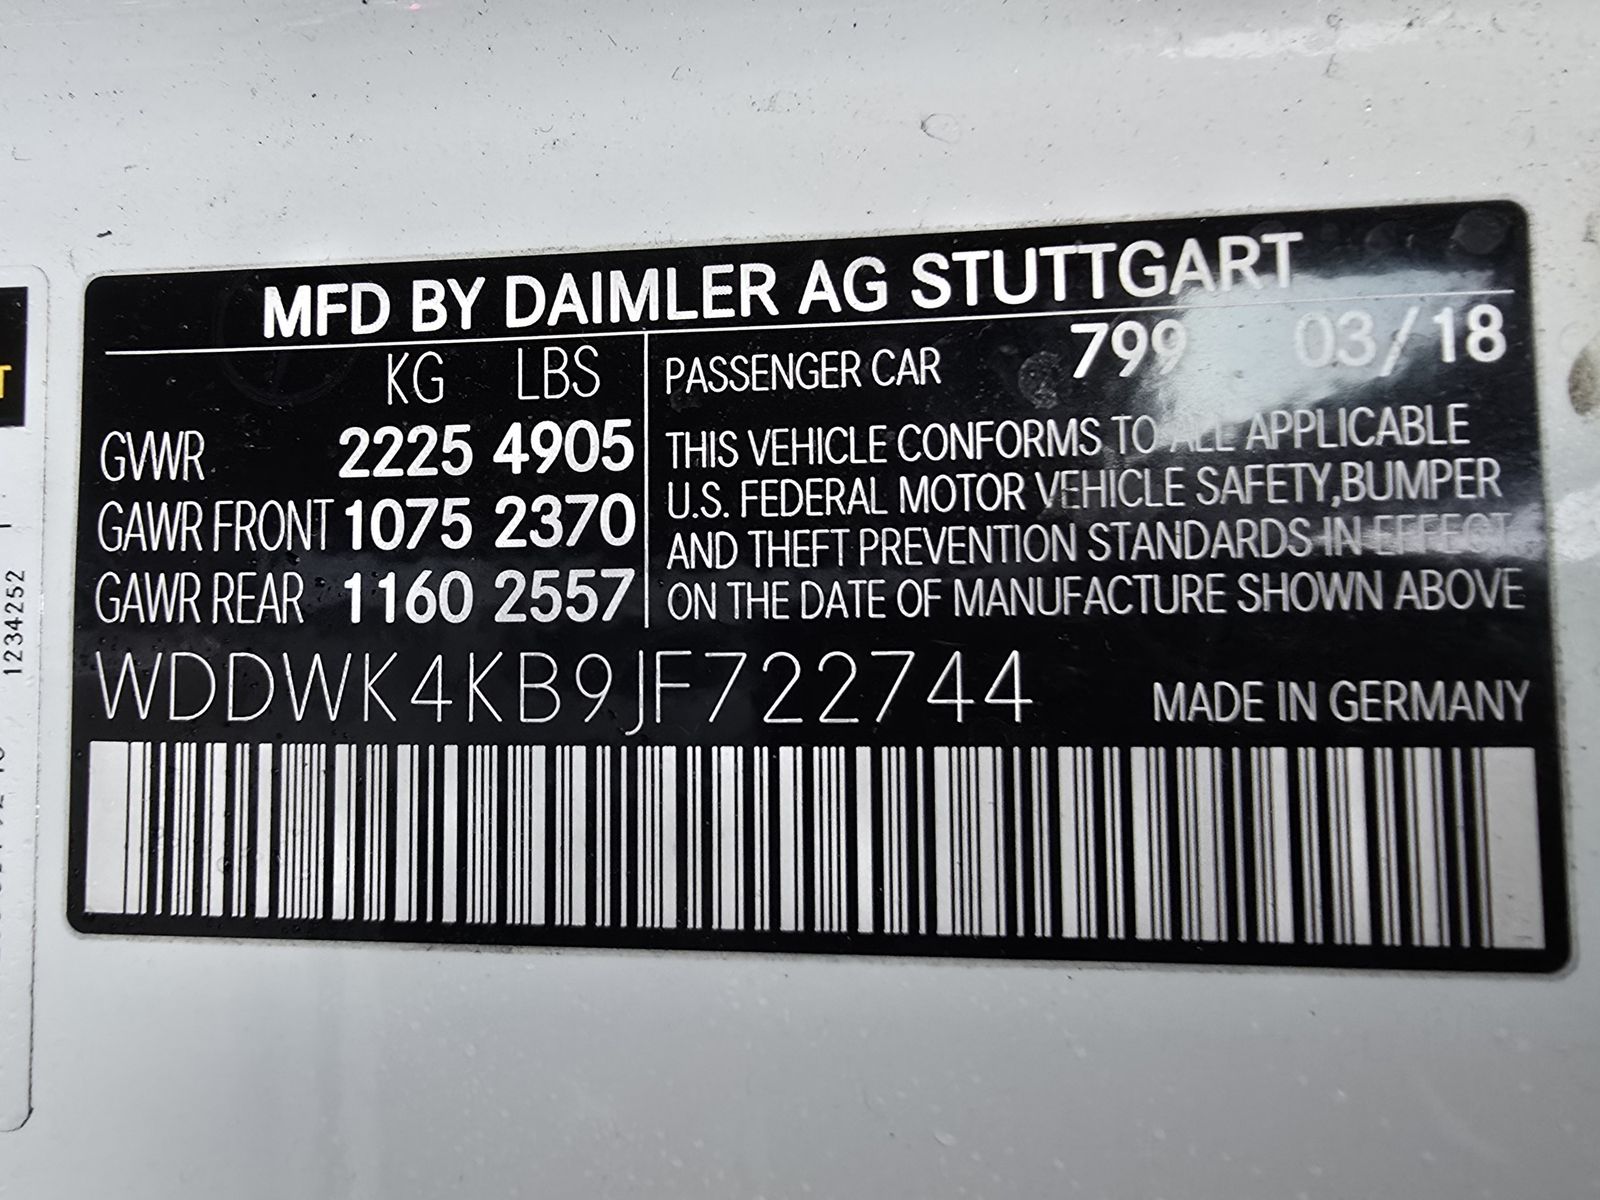 MFD BY DAIMLER AG STUTTGART
KG LBS
GVWR 2225 4905
GAWR FRONT 1075 2370
GAWR REAR 1160 2557
PASSENGER CAR 799 03/18
THIS VEHICLE CONFORMS TO ALL APPLICABLE
U.S. FEDERAL MOTOR VEHICLE SAFETY,BUMPER
AND THEFT PREVENTION STANDARDS IN EFFECT
ON THE DATE OF MANUFACTURE SHOWN ABOVE
WDDWK4KB9JF722744
MADE IN GERMANY
1234252